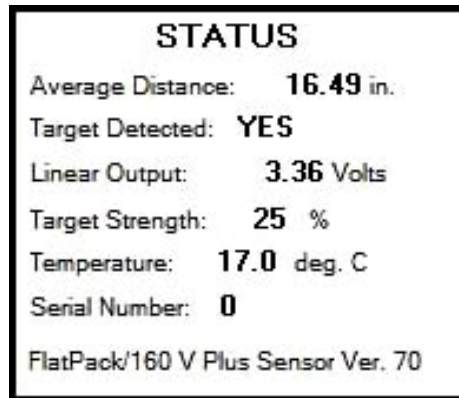 STATUS
Average Distance: 16.49 in.
Target Detected: YES
Linear Output: 3.36 Volts
Target Strength: 25 %
Temperature: 17.0 deg. C
Serial Number: 0
FlatPack/160 V Plus Sensor Ver. 70